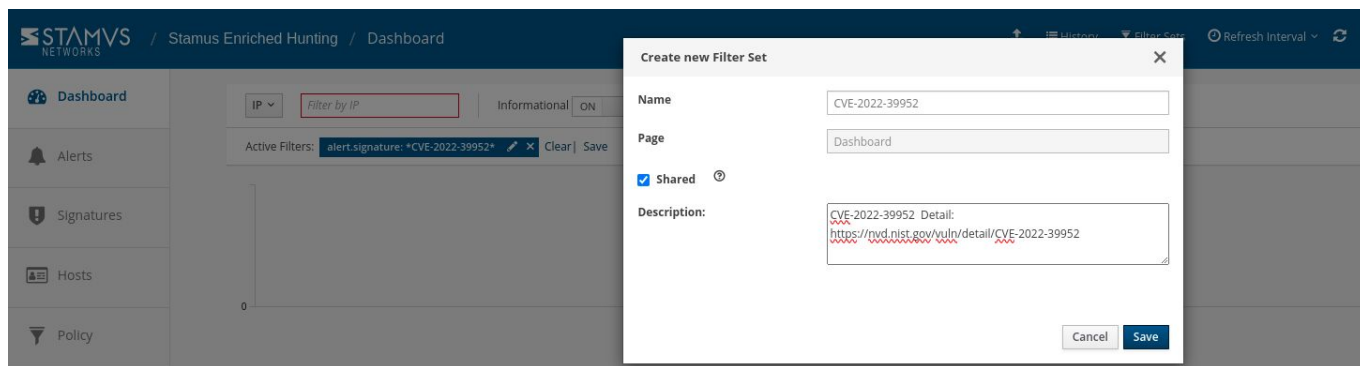 STAMVS
NETWORKS
/ Stamus Enriched Hunting / Dashboard
History
Filter Sets
Refresh Interval
Dashboard
Alerts
Signatures
Hosts
Policy
IP
Filter by IP
Informational ON
Active Filters: alert.signature: *CVE-2022-39952* Clear| Save
0
Create new Filter Set
Name
CVE-2022-39952
Page
Dashboard
Shared
Description:
CVE-2022-39952 Detail:
https://nvd.nist.gov/vuln/detail/CVE-2022-39952
Cancel
Save